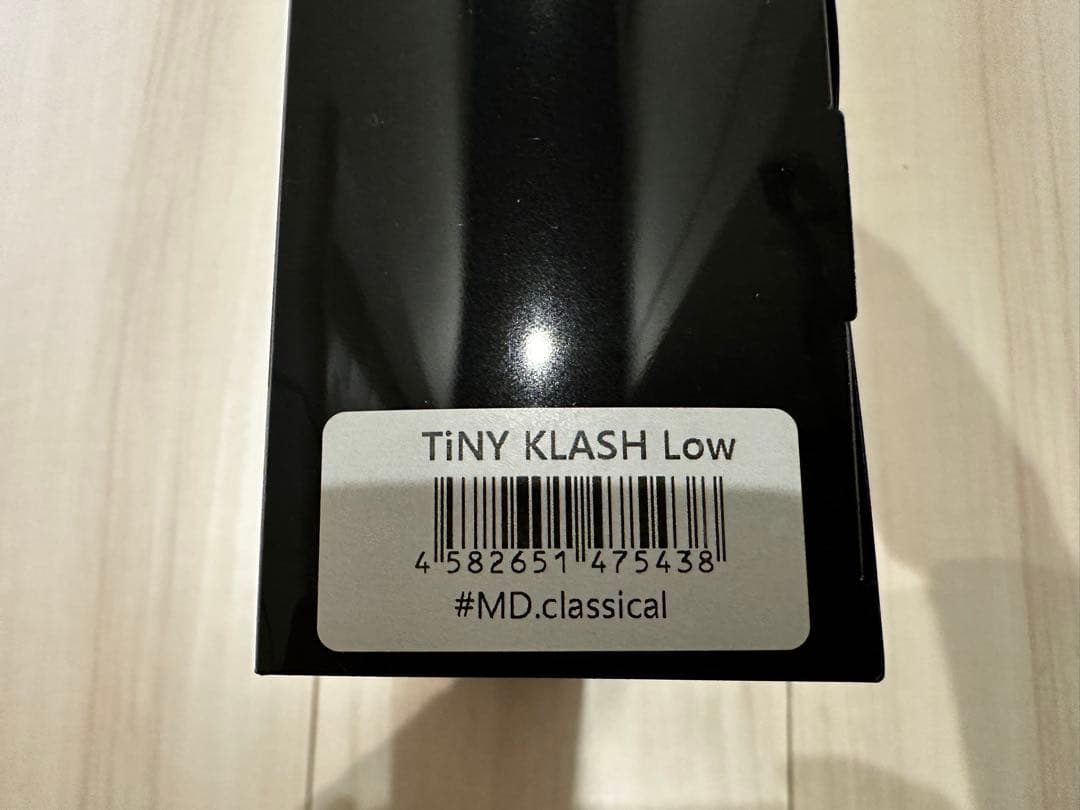 TiNY KLASH Low
4 582651 475438
#MD.classical